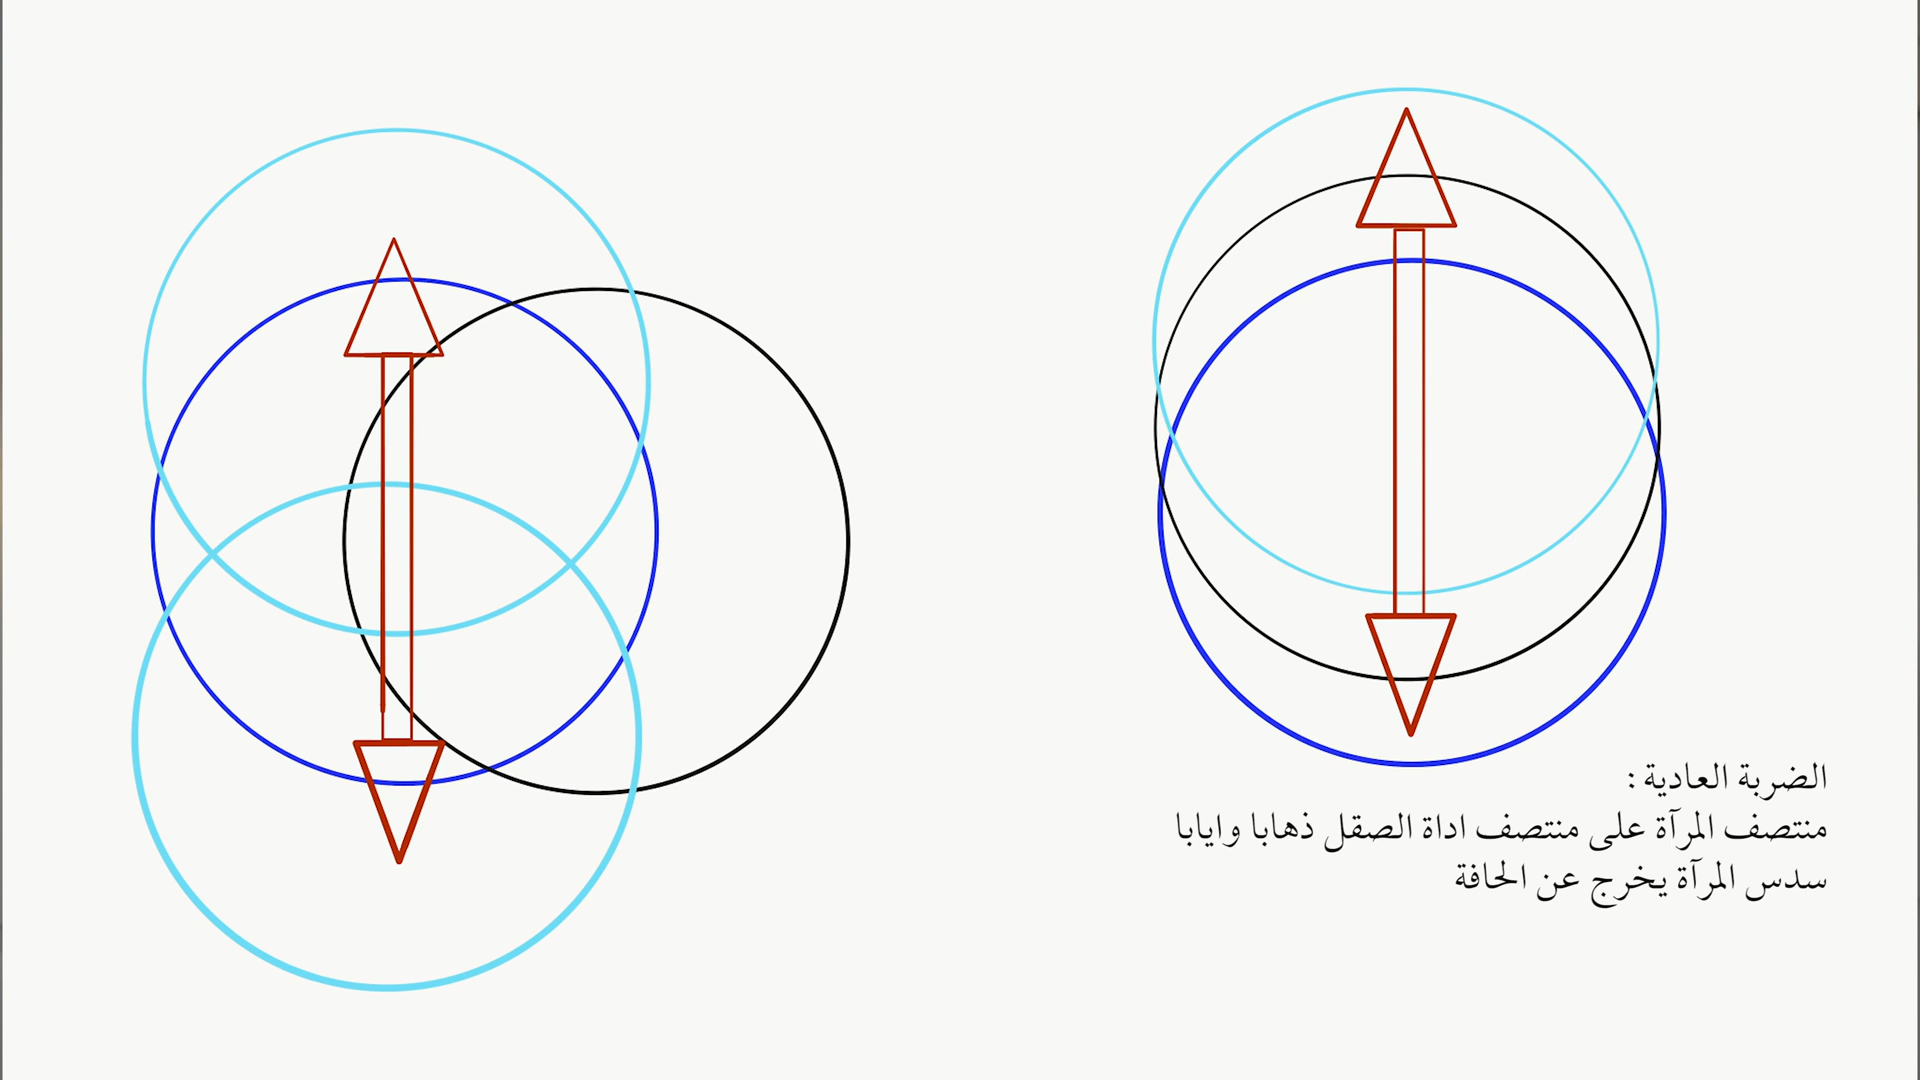 الضربة العادية :
منتصف المرآة على منتصف اداة الصقل ذهابا وايابا
سدس المرآة يخرج عن الحافة